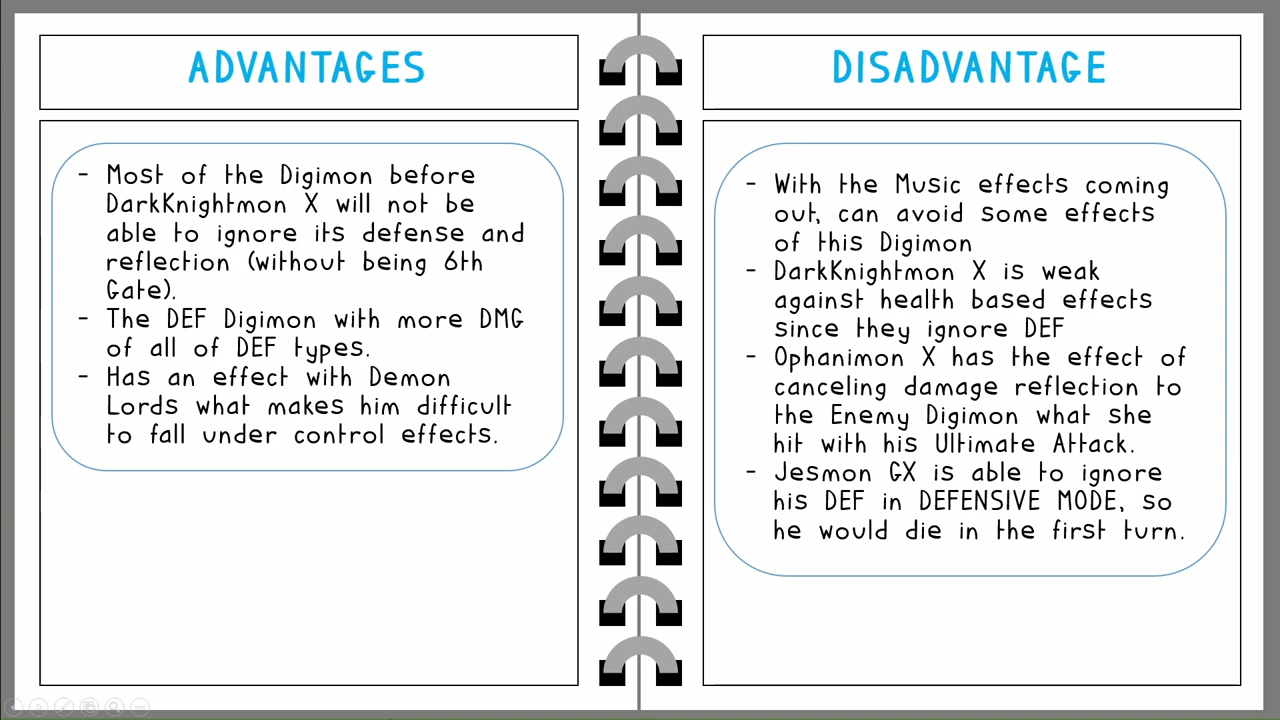 ADVANTAGES
- Most of the Digimon before
DarkKnightmon X will not be
able to ignore its defense and
reflection (without being 6th
Gate).
- The DEF Digimon with more DMG
of all of DEF types.
- Has an effect with Demon
Lords what makes him difficult
to fall under control effects.
DISADVANTAGE
- With the Music effects coming
out, can avoid some effects
of this Digimon
- DarkKnightmon X is weak
against health based effects
since they ignore DEF
- Ophanimon X has the effect of
canceling damage reflection to
the Enemy Digimon what she
hit with his Ultimate Attack.
- Jesmon GX is able to ignore
his DEF in DEFENSIVE MODE, so
he would die in the first turn.